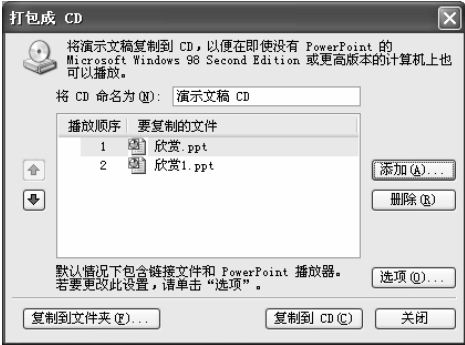 打包成 CD
将演示文稿复制到 CD，以便在即使没有 PowerPoint 的
Microsoft Windows 98 Second Edition 或更高版本的计算机上也
可以播放。
将 CD 命名为(N): 演示文稿 CD
播放顺序 要复制的文件
1 欣赏.ppt
2 欣赏1.ppt
添加(A)...
删除(R)
默认情况下包含链接文件和 PowerPoint 播放器。
若要更改此设置，请单击“选项”。
选项(O)...
复制到文件夹(F)... 复制到 CD(C) 关闭